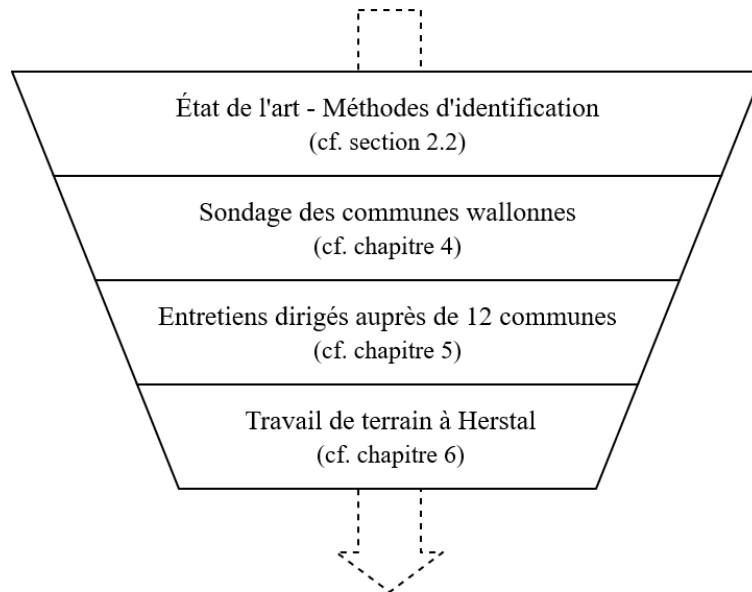 État de l'art - Méthodes d'identification
(cf. section 2.2)
Sondage des communes wallonnes
(cf. chapitre 4)
Entretiens dirigés auprès de 12 communes
(cf. chapitre 5)
Travail de terrain à Herstal
(cf. chapitre 6)